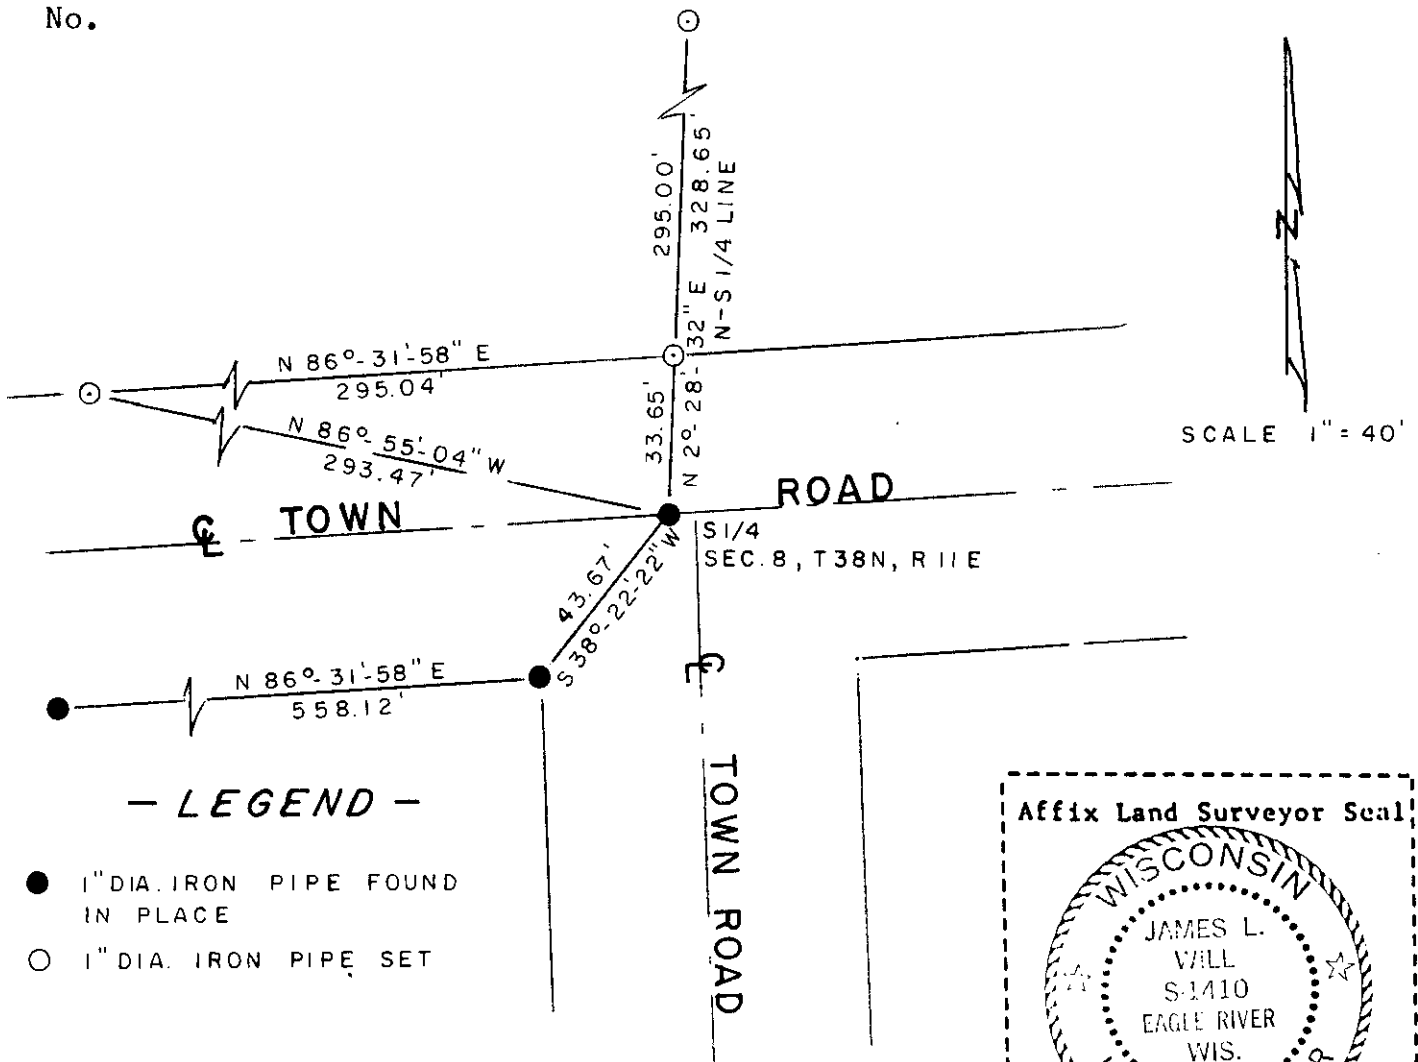 No.
295.00'
N 2°-28'-32" E 328.65'
N-S 1/4 LINE
N
N 86°-31'-58" E
295.04'
33.65'
SCALE 1"=40'
N 86°-55'-04" W
293.47'
℄ TOWN ROAD
S 1/4
SEC. 8, T38N, R 11 E
43.67'
S 38°-22'-22" W
℄
TOWN ROAD
N 86°-31'-58" E
558.12'
- LEGEND -
1" DIA. IRON PIPE FOUND
IN PLACE
1" DIA. IRON PIPE SET
Affix Land Surveyor Seal
WISCONSIN
JAMES L.
WILL
S-1410
EAGLE RIVER
WIS.